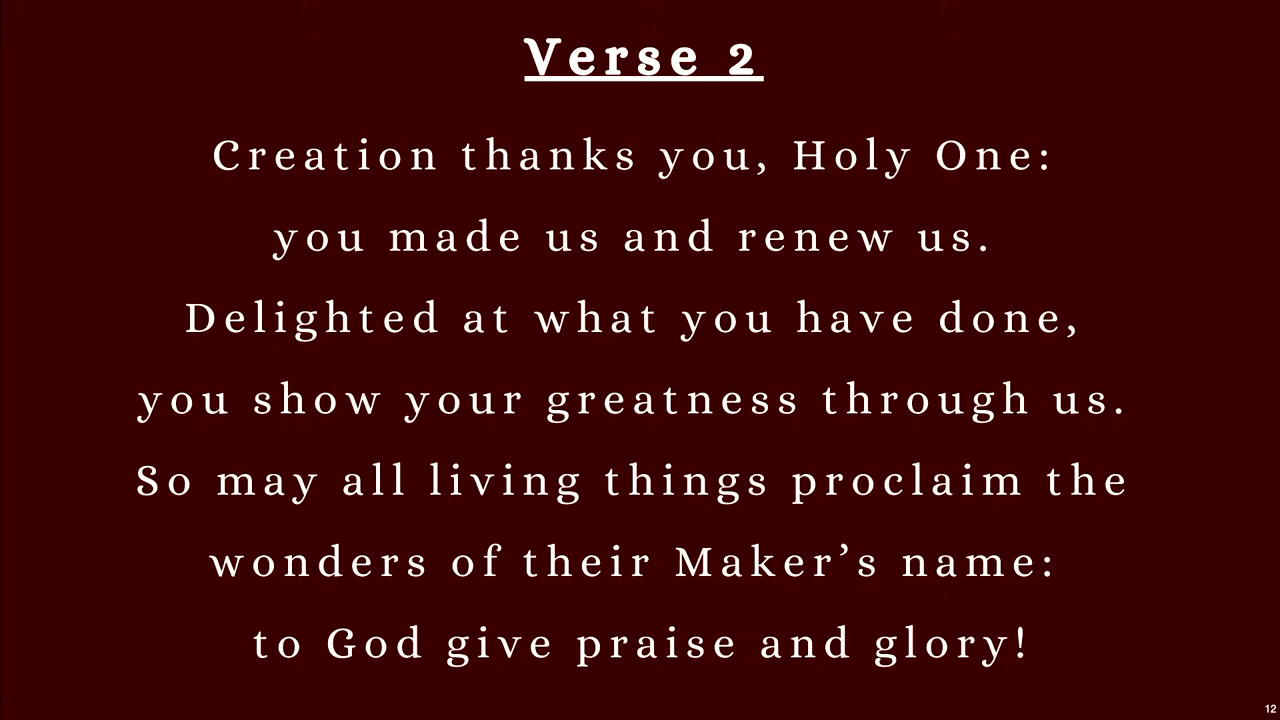 Verse 2
Creation thanks you, Holy One:
you made us and renew us.
Delighted at what you have done,
you show your greatness through us.
So may all living things proclaim the
wonders of their Maker’s name:
to God give praise and glory!
12